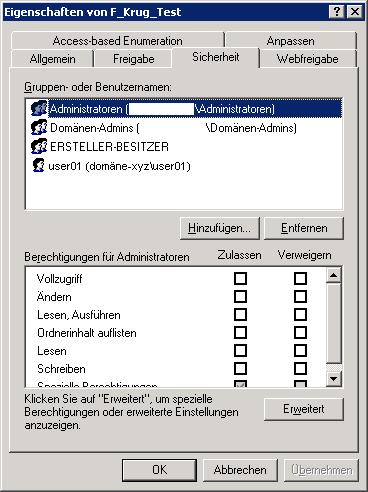 Eigenschaften von F_Krug_Test
Access-based Enumeration Anpassen
Allgemein Freigabe Sicherheit Webfreigabe
Gruppen- oder Benutzernamen:
Administratoren ( \Administratoren)
Domänen-Admins ( \Domänen-Admins)
ERSTELLER-BESITZER
user01 (domäne-xyz\user01)
Hinzufügen... Entfernen
Berechtigungen für Administratoren Zulassen Verweigern
Vollzugriff
Ändern
Lesen, Ausführen
Ordnerinhalt auflisten
Lesen
Schreiben
Spezielle Berechtigungen
Klicken Sie auf "Erweitert", um spezielle
Berechtigungen oder erweiterte Einstellungen
anzuzeigen.
Erweitert
OK Abbrechen Übernehmen